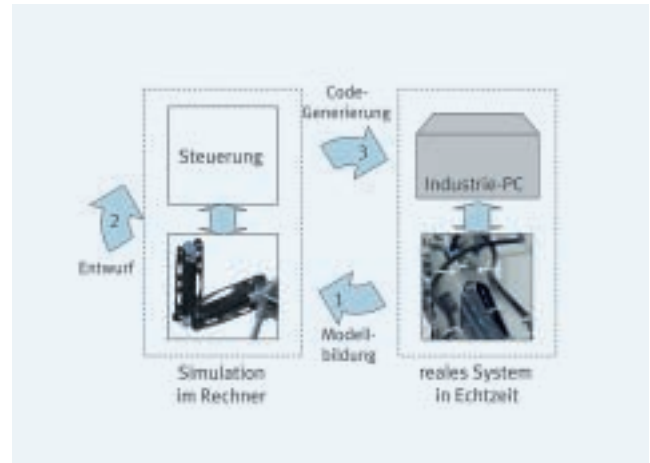 Code-
Generierung
3
Steuerung
Industrie-PC
2
Entwurf
1
Modell-
bildung
Simulation
im Rechner
reales System
in Echtzeit